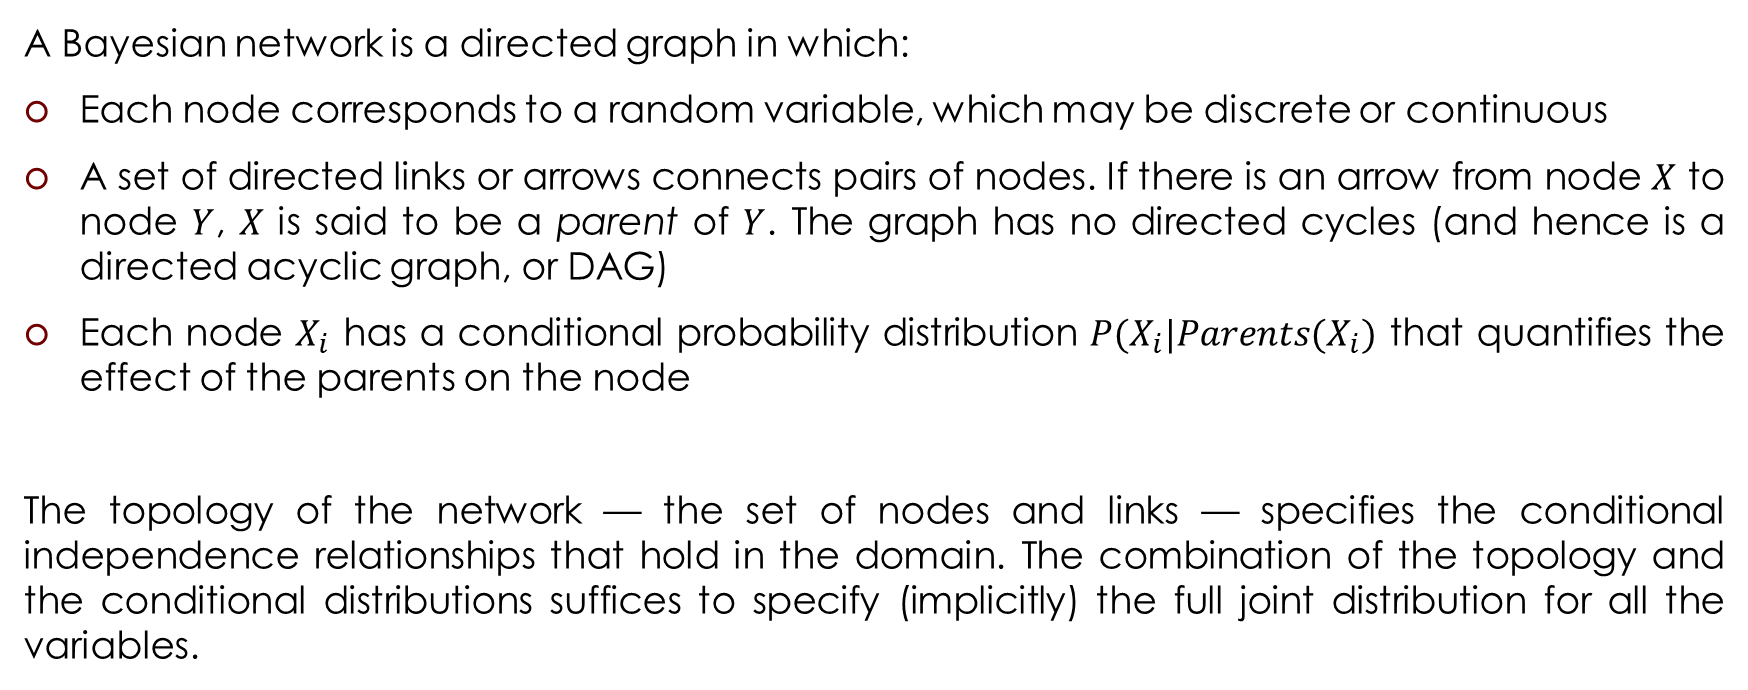 A Bayesian network is a directed graph in which:
o Each node corresponds to a random variable, which may be discrete or continuous
o A set of directed links or arrows connects pairs of nodes. If there is an arrow from node X to
node Y, X is said to be a parent of Y. The graph has no directed cycles (and hence is a
directed acyclic graph, or DAG)
o Each node Xᵢ has a conditional probability distribution P(Xᵢ|Parents(Xᵢ) that quantifies the
effect of the parents on the node
The topology of the network — the set of nodes and links — specifies the conditional
independence relationships that hold in the domain. The combination of the topology and
the conditional distributions suffices to specify (implicitly) the full joint distribution for all the
variables.